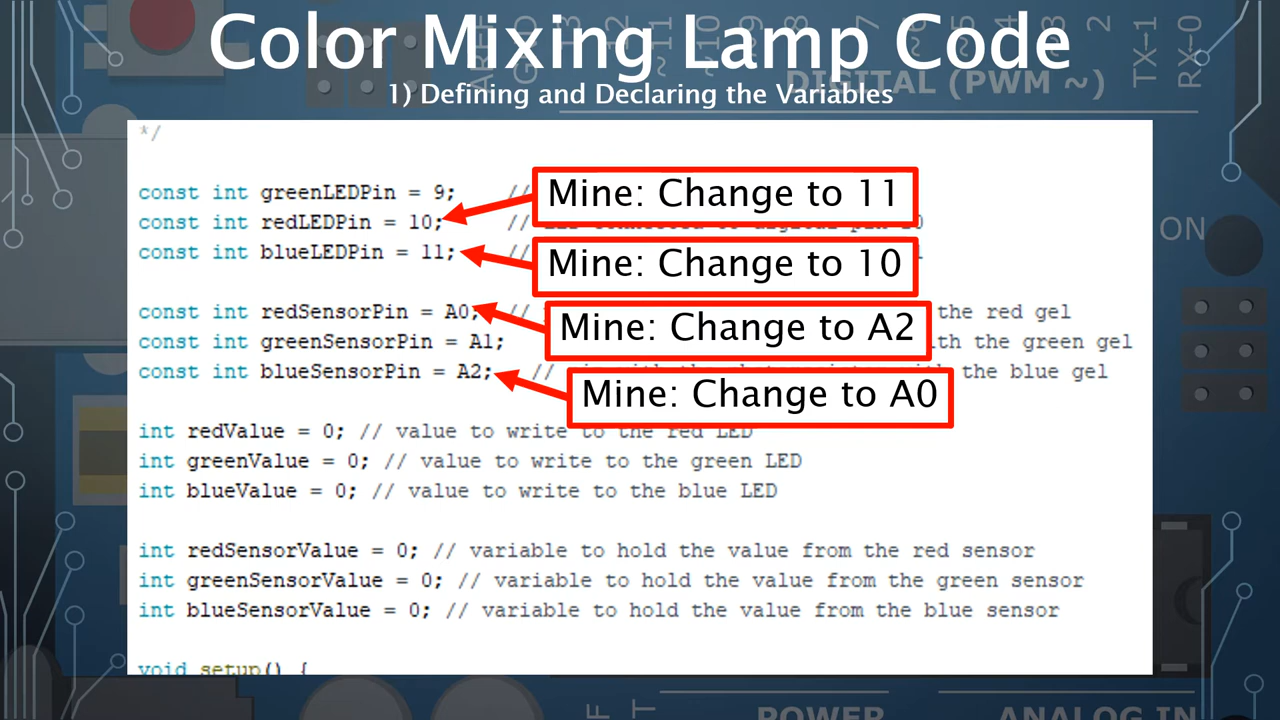 Color Mixing Lamp Code
1) Defining and Declaring the Variables
DIGITAL (PWM ~)
TX→1
RX←0
ON
*/
const int greenLEDPin = 9; //
Mine: Change to 11
const int redLEDPin = 10; //
const int blueLEDPin = 11; //
Mine: Change to 10
const int redSensorPin = A0; // the red gel
Mine: Change to A2
const int greenSensorPin = A1; with the green gel
const int blueSensorPin = A2; // the blue gel
Mine: Change to A0
int redValue = 0; // value to write to the red LED
int greenValue = 0; // value to write to the green LED
int blueValue = 0; // value to write to the blue LED
int redSensorValue = 0; // variable to hold the value from the red sensor
int greenSensorValue = 0; // variable to hold the value from the green sensor
int blueSensorValue = 0; // variable to hold the value from the blue sensor
void setup() {
POWER
ANALOG IN